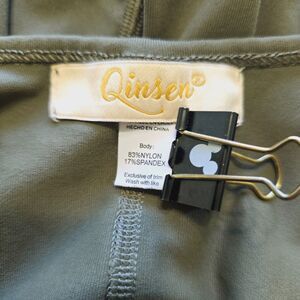 Qinsen®
HECHO EN CHINA
Body:
83%NYLON
17%SPANDEX
Exclusive of trim
Wash with like